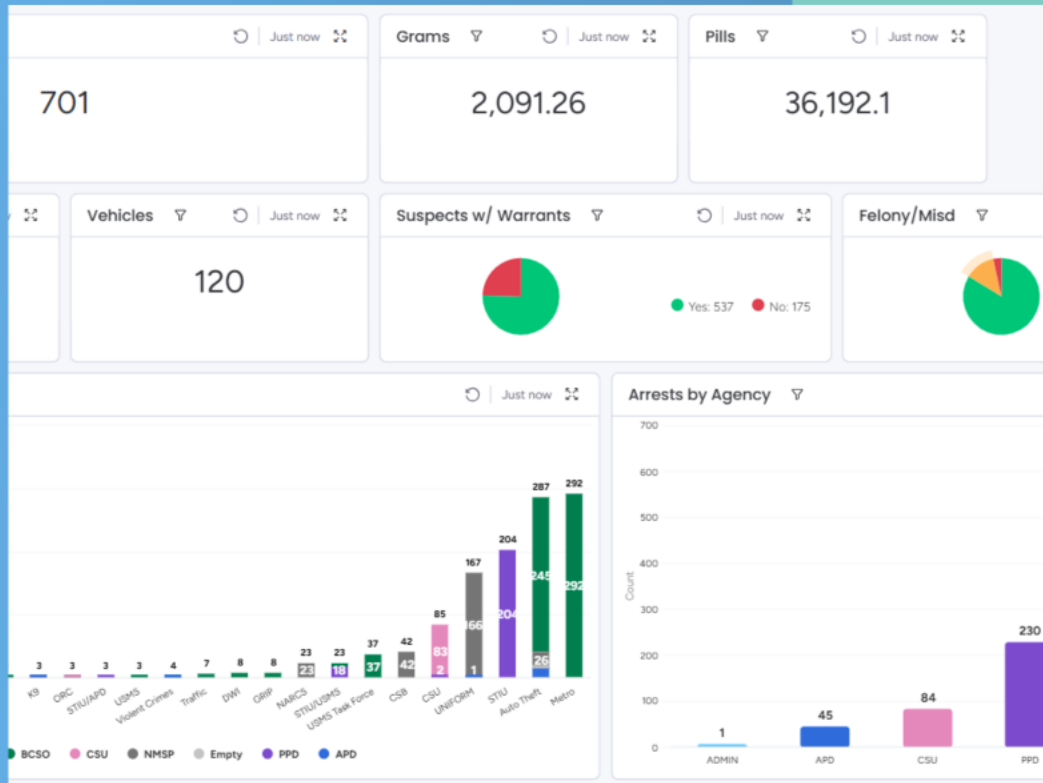 Just now
Grams
Just now
Pills
Just now
701
2,091.26
36,192.1
Vehicles
Just now
Suspects w/ Warrants
Just now
Felony/Misd
120
Yes: 537
No: 175
Just now
Arrests by Agency
3
3
3
3
4
7
8
8
23
23
23
18
37
37
42
42
85
83
2
167
166
1
204
204
287
245
26
292
292
K9
ORC
STIU/APD
USMS
Violent Crimes
Traffic
DWI
GRIP
NARCS
STIU/USMS
USMS Task Force
CSB
CSU
UNIFORM
STIU
Auto Theft
Metro
BCSO
CSU
NMSP
Empty
PPD
APD
Count
700
600
500
400
300
200
100
0
1
45
84
230
ADMIN
APD
CSU
PPD